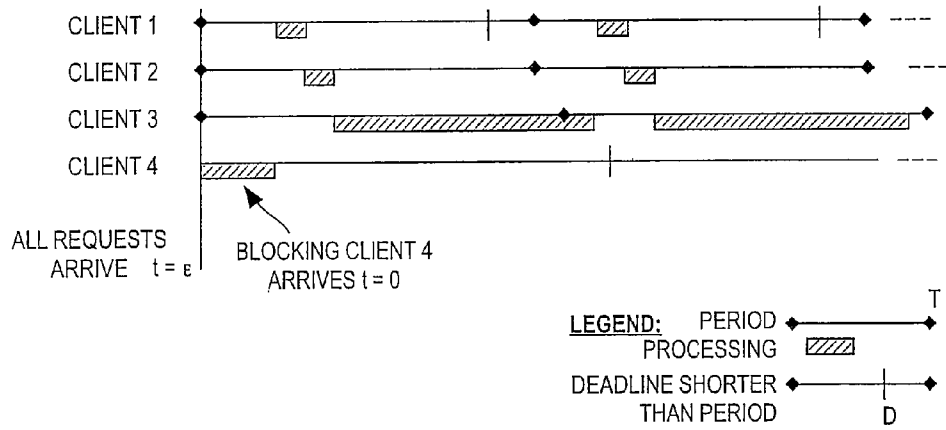 CLIENT 1
CLIENT 2
CLIENT 3
CLIENT 4
ALL REQUESTS
ARRIVE t = ε
BLOCKING CLIENT 4
ARRIVES t = 0
T
LEGEND: PERIOD
PROCESSING
DEADLINE SHORTER
THAN PERIOD D